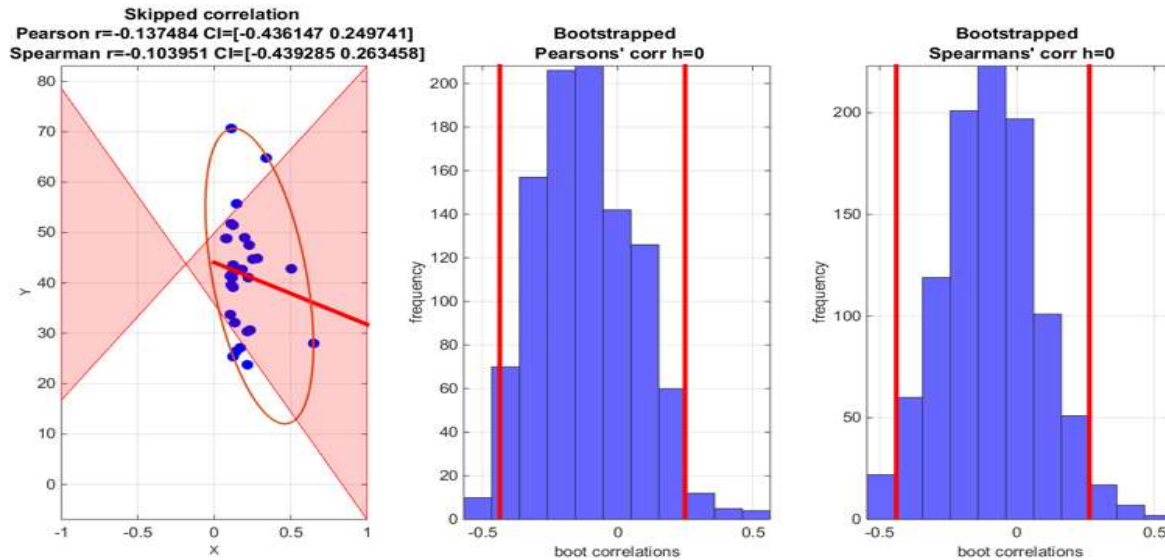 Skipped correlation
Pearson r=-0.137484 CI=[-0.436147 0.249741]
Spearman r=-0.103951 CI=[-0.439285 0.263458]
80
70
60
50
40
30
20
10
0
Y
-1
-0.5
0
0.5
1
X
Bootstrapped
Pearsons' corr h=0
200
180
160
140
120
100
80
60
40
20
0
frequency
-0.5
0
0.5
boot correlations
Bootstrapped
Spearmans' corr h=0
200
150
100
50
0
frequency
-0.5
0
0.5
boot correlations